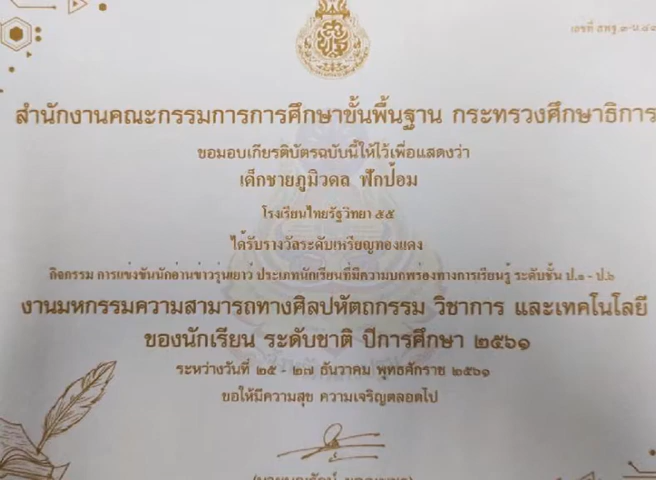 เลขที่ สพฐ.
สำนักงานคณะกรรมการการศึกษาขั้นพื้นฐาน กระทรวงศึกษาธิการ
ขอมอบเกียรติบัตรฉบับนี้ให้ไว้เพื่อแสดงว่า
เด็กชายภูมิวดล ฟักป้อม
โรงเรียนไทยรัฐวิทยา ๕๕
ได้รับรางวัลระดับเหรียญทองแดง
กิจกรรม การแข่งขันนักอ่านข่าวรุ่นเยาว์ ประเภทนักเรียนที่มีความบกพร่องทางการเรียนรู้ ระดับชั้น ป.๑ - ป.๖
งานมหกรรมความสามารถทางศิลปหัตถกรรม วิชาการ และเทคโนโลยี
ของนักเรียน ระดับชาติ ปีการศึกษา ๒๕๖๑
ระหว่างวันที่ ๒๕ - ๒๗ ธันวาคม พุทธศักราช ๒๕๖๑
ขอให้มีความสุข ความเจริญตลอดไป